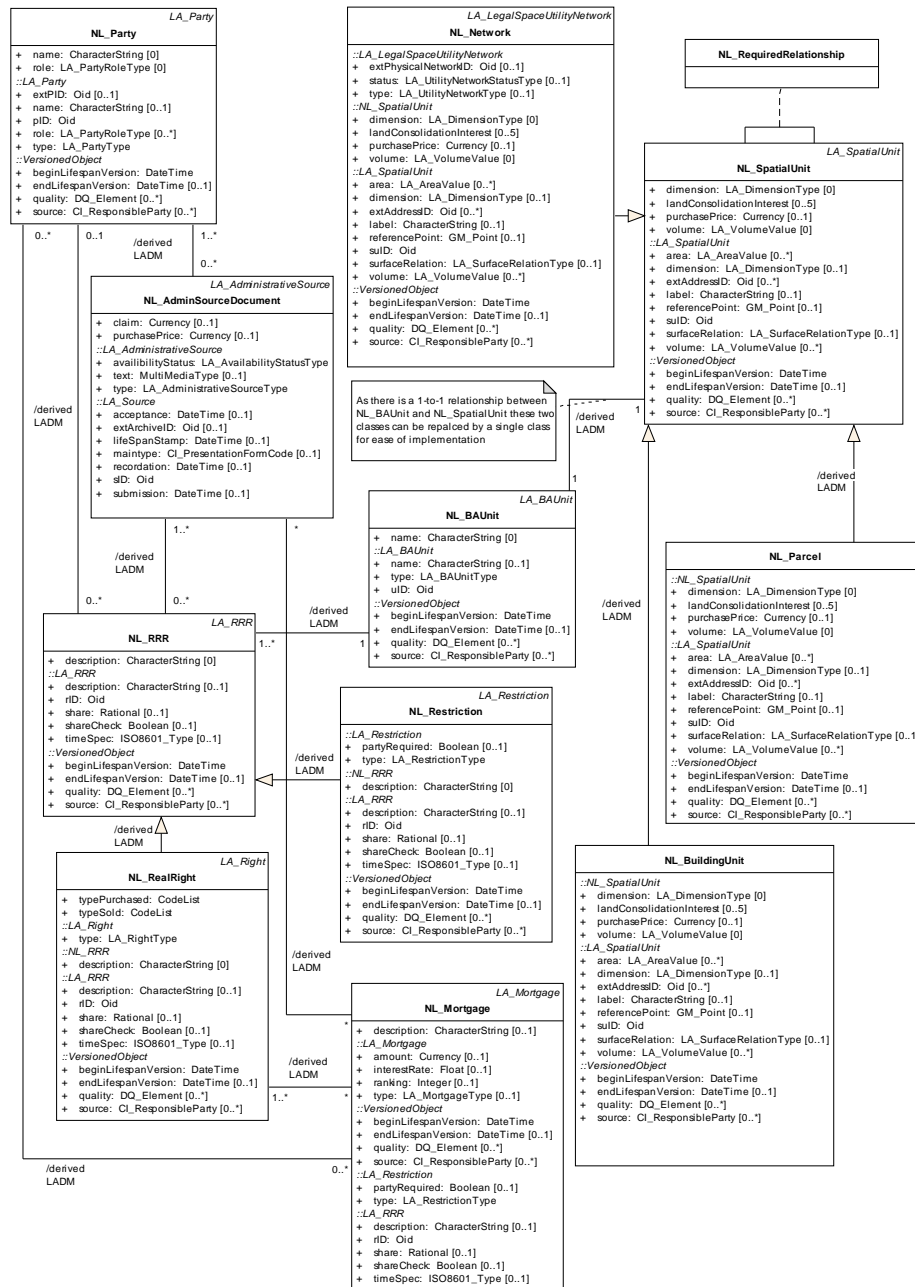 LA_Party
NL_Party
+ name: CharacterString [0]
+ role: LA_PartyRoleType [0]
::LA_Party
+ extPID: Oid [0..1]
+ name: CharacterString [0..1]
+ pID: Oid
+ role: LA_PartyRoleType [0..*]
+ type: LA_PartyType
::VersionedObject
+ beginLifespanVersion: DateTime
+ endLifespanVersion: DateTime [0..1]
+ quality: DQ_Element [0..*]
+ source: CI_ResponsibleParty [0..*]
LA_LegalSpaceUtilityNetwork
NL_Network
::LA_LegalSpaceUtilityNetwork
+ extPhysicalNetworkID: Oid [0..1]
+ status: LA_UtilityNetworkStatusType [0..1]
+ type: LA_UtilityNetworkType [0..1]
::NL_SpatialUnit
+ dimension: LA_DimensionType [0]
+ landConsolidationInterest [0..5]
+ purchasePrice: Currency [0..1]
+ volume: LA_VolumeValue [0]
::LA_SpatialUnit
+ area: LA_AreaValue [0..*]
+ dimension: LA_DimensionType [0..1]
+ extAddressID: Oid [0..*]
+ label: CharacterString [0..1]
+ referencePoint: GM_Point [0..1]
+ suID: Oid
+ surfaceRelation: LA_SurfaceRelationType [0..1]
+ volume: LA_VolumeValue [0..*]
::VersionedObject
+ beginLifespanVersion: DateTime
+ endLifespanVersion: DateTime [0..1]
+ quality: DQ_Element [0..*]
+ source: CI_ResponsibleParty [0..*]
NL_RequiredRelationship
LA_SpatialUnit
NL_SpatialUnit
+ dimension: LA_DimensionType [0]
+ landConsolidationInterest [0..5]
+ purchasePrice: Currency [0..1]
+ volume: LA_VolumeValue [0]
::LA_SpatialUnit
+ area: LA_AreaValue [0..*]
+ dimension: LA_DimensionType [0..1]
+ extAddressID: Oid [0..*]
+ label: CharacterString [0..1]
+ referencePoint: GM_Point [0..1]
+ suID: Oid
+ surfaceRelation: LA_SurfaceRelationType [0..1]
+ volume: LA_VolumeValue [0..*]
::VersionedObject
+ beginLifespanVersion: DateTime
+ endLifespanVersion: DateTime [0..1]
+ quality: DQ_Element [0..*]
+ source: CI_ResponsibleParty [0..*]
0..*
0..1
/derived
LADM
1..*
0..*
LA_AdministrativeSource
NL_AdminSourceDocument
+ claim: Currency [0..1]
+ purchasePrice: Currency [0..1]
::LA_AdministrativeSource
+ availibilityStatus: LA_AvailabilityStatusType
+ text: MultiMediaType [0..1]
+ type: LA_AdministrativeSourceType
::LA_Source
+ acceptance: DateTime [0..1]
+ extArchiveID: Oid [0..1]
+ lifeSpanStamp: DateTime [0..1]
+ maintype: CI_PresentationFormCode [0..1]
+ recordation: DateTime [0..1]
+ sID: Oid
+ submission: DateTime [0..1]
/derived
LADM
As there is a 1-to-1 relationship between
NL_BAUnit and NL_SpatialUnit these two
classes can be repalced by a single class
for ease of implementation
/derived
LADM
1
1
/derived
LADM
LA_BAUnit
NL_BAUnit
+ name: CharacterString [0]
::LA_BAUnit
+ name: CharacterString [0..1]
+ type: LA_BAUnitType
+ uID: Oid
::VersionedObject
+ beginLifespanVersion: DateTime
+ endLifespanVersion: DateTime [0..1]
+ quality: DQ_Element [0..*]
+ source: CI_ResponsibleParty [0..*]
1..*
/derived
LADM
0..*
0..*
*
NL_Parcel
::NL_SpatialUnit
+ dimension: LA_DimensionType [0]
+ landConsolidationInterest [0..5]
+ purchasePrice: Currency [0..1]
+ volume: LA_VolumeValue [0]
::LA_SpatialUnit
+ area: LA_AreaValue [0..*]
+ dimension: LA_DimensionType [0..1]
+ extAddressID: Oid [0..*]
+ label: CharacterString [0..1]
+ referencePoint: GM_Point [0..1]
+ suID: Oid
+ surfaceRelation: LA_SurfaceRelationType [0..1]
+ volume: LA_VolumeValue [0..*]
::VersionedObject
+ beginLifespanVersion: DateTime
+ endLifespanVersion: DateTime [0..1]
+ quality: DQ_Element [0..*]
+ source: CI_ResponsibleParty [0..*]
/derived
LADM
LA_RRR
NL_RRR
+ description: CharacterString [0]
::LA_RRR
+ description: CharacterString [0..1]
+ rID: Oid
+ share: Rational [0..1]
+ shareCheck: Boolean [0..1]
+ timeSpec: ISO8601_Type [0..1]
::VersionedObject
+ beginLifespanVersion: DateTime
+ endLifespanVersion: DateTime [0..1]
+ quality: DQ_Element [0..*]
+ source: CI_ResponsibleParty [0..*]
1..*
/derived
LADM
1
LA_Restriction
NL_Restriction
::LA_Restriction
+ partyRequired: Boolean [0..1]
+ type: LA_RestrictionType
::NL_RRR
+ description: CharacterString [0]
::LA_RRR
+ description: CharacterString [0..1]
+ rID: Oid
+ share: Rational [0..1]
+ shareCheck: Boolean [0..1]
+ timeSpec: ISO8601_Type [0..1]
::VersionedObject
+ beginLifespanVersion: DateTime
+ endLifespanVersion: DateTime [0..1]
+ quality: DQ_Element [0..*]
+ source: CI_ResponsibleParty [0..*]
/derived
LADM
/derived
LADM
LA_Right
NL_RealRight
+ typePurchased: CodeList
+ typeSold: CodeList
::LA_Right
+ type: LA_RightType
::NL_RRR
+ description: CharacterString [0]
::LA_RRR
+ description: CharacterString [0..1]
+ rID: Oid
+ share: Rational [0..1]
+ shareCheck: Boolean [0..1]
+ timeSpec: ISO8601_Type [0..1]
::VersionedObject
+ beginLifespanVersion: DateTime
+ endLifespanVersion: DateTime [0..1]
+ quality: DQ_Element [0..*]
+ source: CI_ResponsibleParty [0..*]
NL_BuildingUnit
::NL_SpatialUnit
+ dimension: LA_DimensionType [0]
+ landConsolidationInterest [0..5]
+ purchasePrice: Currency [0..1]
+ volume: LA_VolumeValue [0]
::LA_SpatialUnit
+ area: LA_AreaValue [0..*]
+ dimension: LA_DimensionType [0..1]
+ extAddressID: Oid [0..*]
+ label: CharacterString [0..1]
+ referencePoint: GM_Point [0..1]
+ suID: Oid
+ surfaceRelation: LA_SurfaceRelationType [0..1]
+ volume: LA_VolumeValue [0..*]
::VersionedObject
+ beginLifespanVersion: DateTime
+ endLifespanVersion: DateTime [0..1]
+ quality: DQ_Element [0..*]
+ source: CI_ResponsibleParty [0..*]
/derived
LADM
*
LA_Mortgage
NL_Mortgage
+ description: CharacterString [0..1]
::LA_Mortgage
+ amount: Currency [0..1]
+ interestRate: Float [0..1]
+ ranking: Integer [0..1]
+ type: LA_MortgageType [0..1]
::VersionedObject
+ beginLifespanVersion: DateTime
+ endLifespanVersion: DateTime [0..1]
+ quality: DQ_Element [0..*]
+ source: CI_ResponsibleParty [0..*]
::LA_Restriction
+ partyRequired: Boolean [0..1]
+ type: LA_RestrictionType
::LA_RRR
+ description: CharacterString [0..1]
+ rID: Oid
+ share: Rational [0..1]
+ shareCheck: Boolean [0..1]
+ timeSpec: ISO8601_Type [0..1]
/derived
LADM
1..*
*
/derived
LADM
0..*